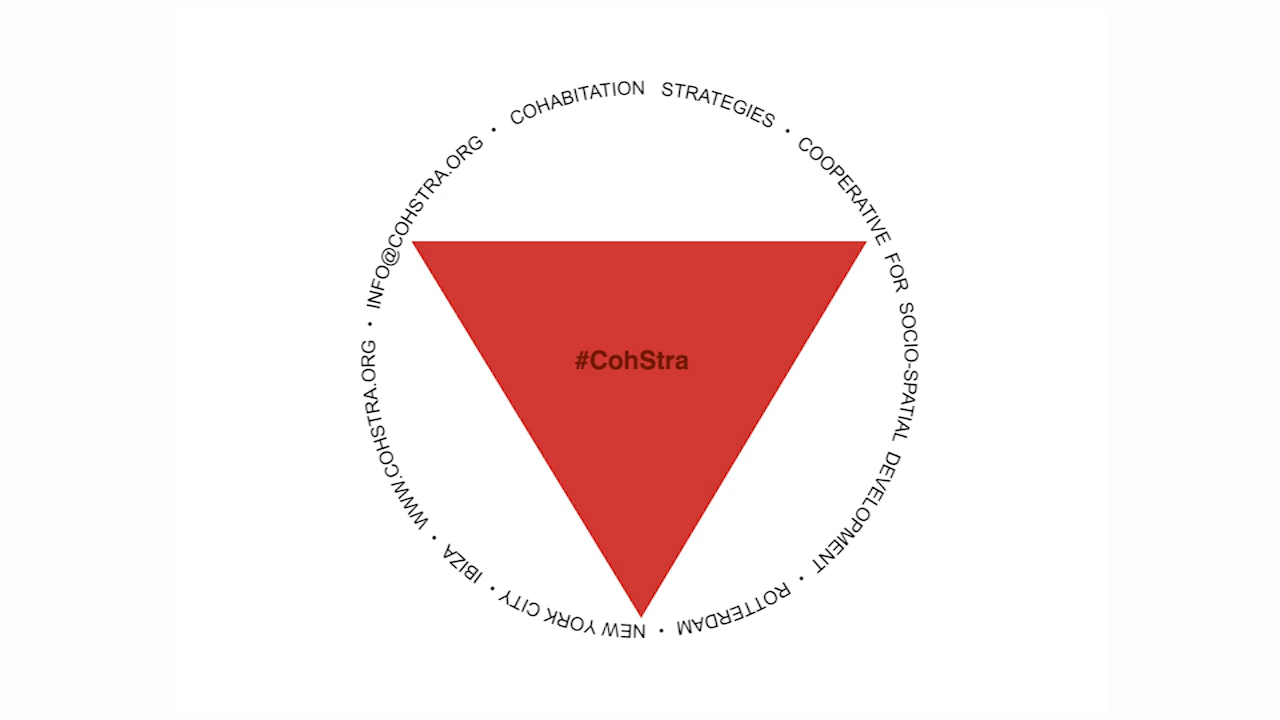 COHABITATION STRATEGIES • COOPERATIVE FOR SOCIO-SPATIAL DEVELOPMENT • ROTTERDAM • NEW YORK CITY • IBIZA • WWW.COHSTRA.ORG • INFO@COHSTRA.ORG •
#CohStra